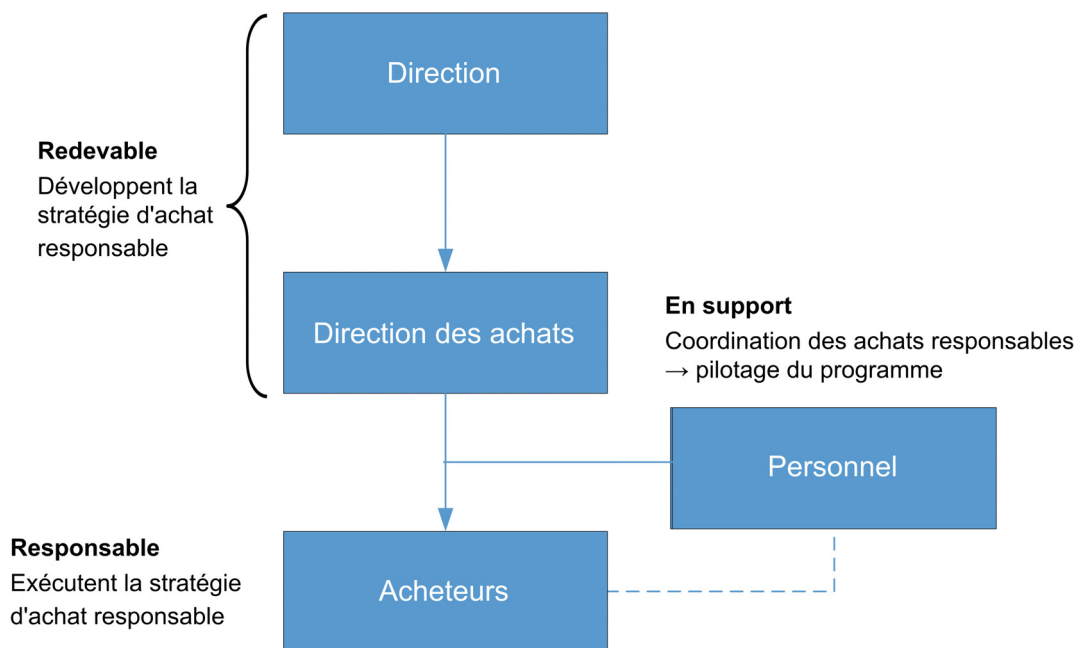 Direction
Redevable
Développent la
stratégie d'achat
responsable
Direction des achats
En support
Coordination des achats responsables
→ pilotage du programme
Personnel
Responsable
Exécutent la stratégie
d'achat responsable
Acheteurs